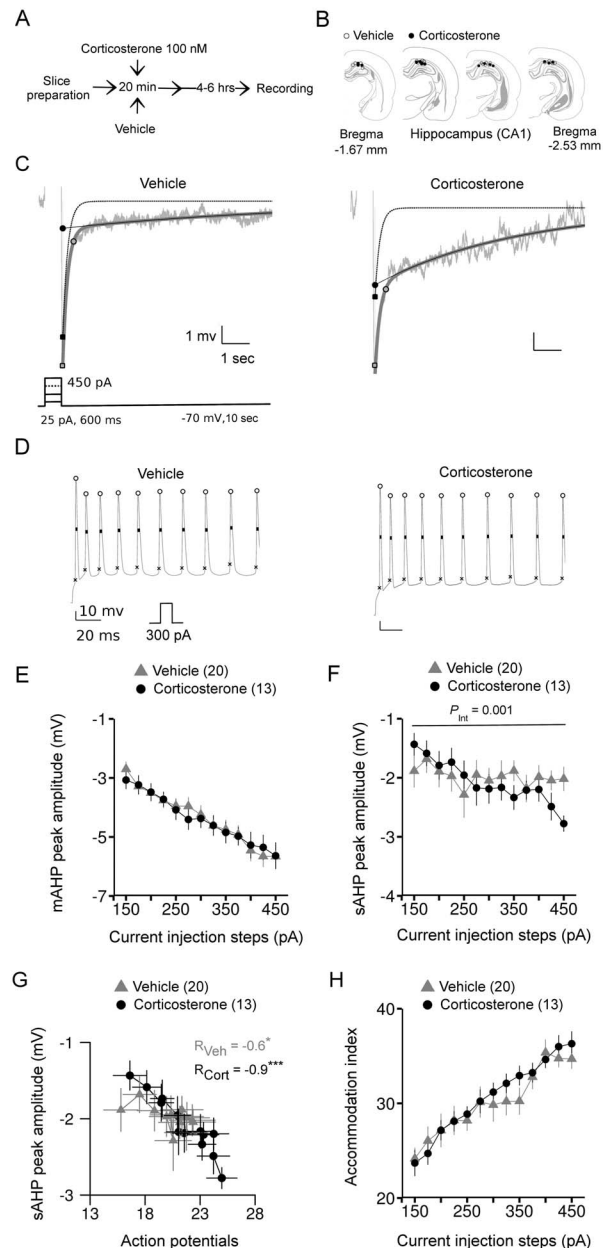 A
Corticosterone 100 nM
Slice preparation
20 min
4-6 hrs
Recording
Vehicle
B
Vehicle
Corticosterone
Bregma
-1.67 mm
Hippocampus (CA1)
Bregma
-2.53 mm
C
Vehicle
1 mv
1 sec
450 pA
25 pA, 600 ms
-70 mV,10 sec
Corticosterone
D
Vehicle
10 mv
20 ms
300 pA
Corticosterone
E
Vehicle (20)
Corticosterone (13)
mAHP peak amplitude (mV)
-1
-3
-5
-7
150 250 350 450
Current injection steps (pA)
F
Vehicle (20)
Corticosterone (13)
P Int = 0.001
sAHP peak amplitude (mV)
-1
-2
-3
-4
150 250 350 450
Current injection steps (pA)
G
Vehicle (20)
Corticosterone (13)
RVeh = -0.6*
RCort = -0.9***
sAHP peak amplitude (mV)
-1
-2
-3
13 18 23 28
Action potentials
H
Vehicle (20)
Corticosterone (13)
Accommodation index
40
30
20
150 250 350 450
Current injection steps (pA)